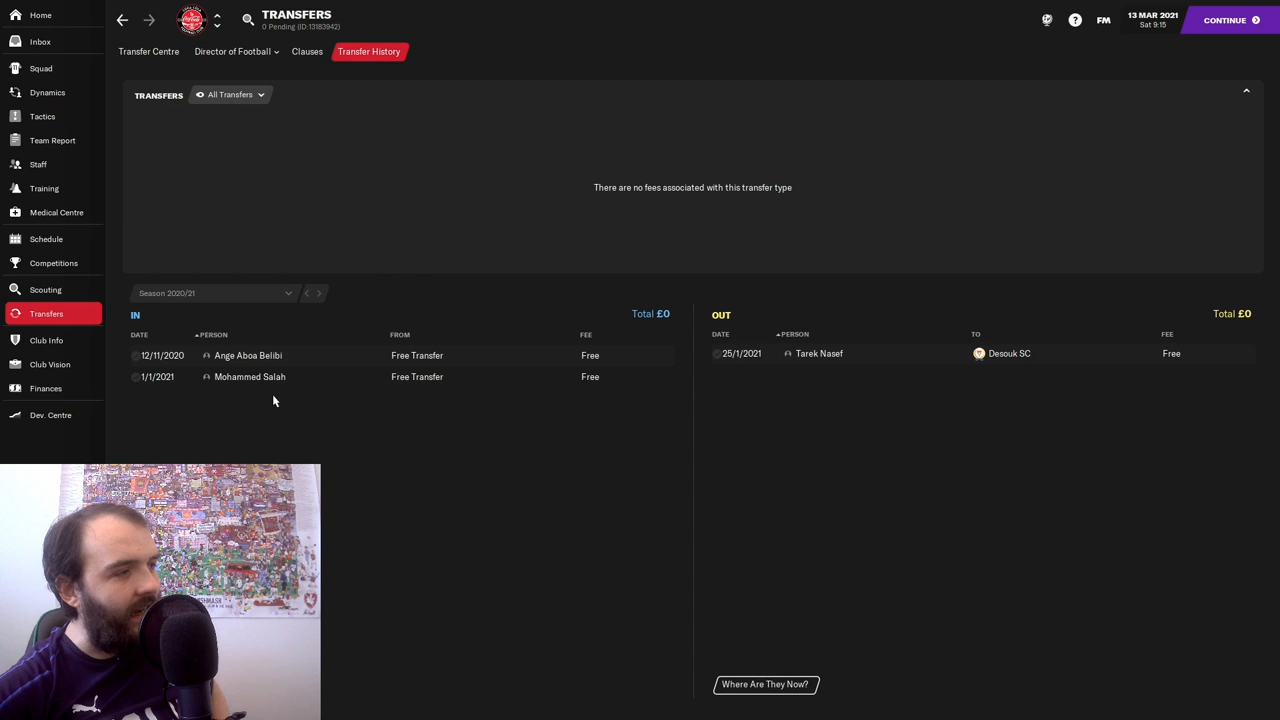 Home
TRANSFERS
0 Pending (ID:13183942)
FM
13 MAR 2021
Sat 9:15
CONTINUE
Inbox
Transfer Centre
Director of Football
Clauses
Transfer History
Squad
Dynamics
TRANSFERS
All Transfers
Tactics
Team Report
Staff
Training
There are no fees associated with this transfer type
Medical Centre
Schedule
Competitions
Scouting
Season 2020/21
Transfers
IN
Total £0
OUT
Total £0
DATE PERSON FROM FEE
DATE PERSON TO FEE
Club Info
12/11/2020 Ange Aboa Belibi Free Transfer Free
25/1/2021 Tarek Nasef Desouk SC Free
Club Vision
1/1/2021 Mohammed Salah Free Transfer Free
Finances
Dev. Centre
Where Are They Now?